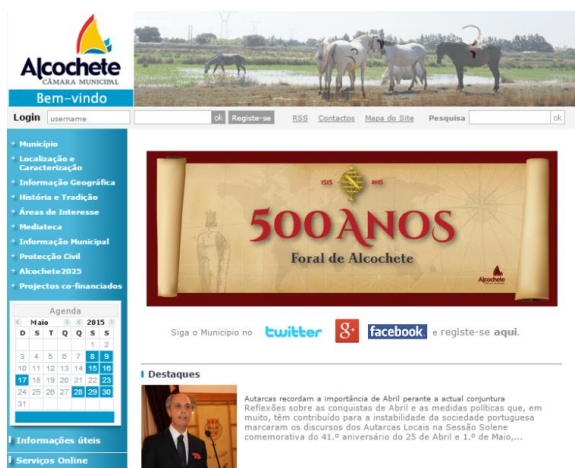 Alcochete
CÂMARA MUNICIPAL
Bem-vindo
Login username ok Registe-se RSS Contactos Mapa do Site Pesquisa ok
Município
Localização e
Caracterização
Informação Geográfica
História e Tradição
Áreas de Interesse
Mediateca
Informação Municipal
Protecção Civil
Alcochete2025
Projectos co-financiados
1515 2015
500 ANOS
Foral de Alcochete
Alcochete
Agenda
Maio 2015
D S T Q Q S S
1 2
3 4 5 6 7 8 9
10 11 12 13 14 15 16
17 18 19 20 21 22 23
24 25 26 27 28 29 30
31
Siga o Município no twitter g+ facebook e registe-se aqui.
Destaques
Autarcas recordam a importância de Abril perante a actual conjuntura
Reflexões sobre as conquistas de Abril e as medidas políticas que, em
muito, têm contribuído para a instabilidade da sociedade portuguesa
marcaram os discursos dos Autarcas Locais na Sessão Solene
comemorativa do 41.º aniversário do 25 de Abril e 1.º de Maio,...
Informações úteis
Serviços Online